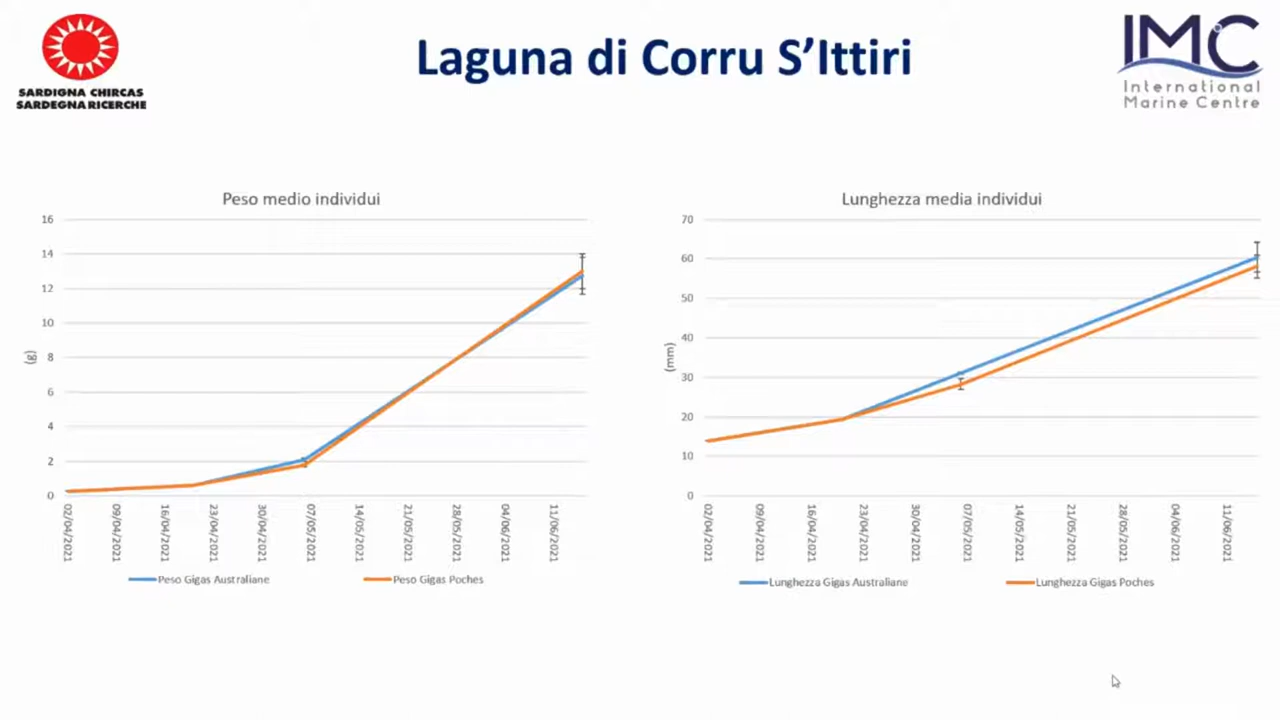 SARDIGNA CHIRCAS
SARDEGNA RICERCHE
Laguna di Corru S'Ittiri
IMC
International
Marine Centre
Peso medio individui
16
14
12
10
8
6
4
2
0
(g)
02/04/2021
09/04/2021
16/04/2021
23/04/2021
30/04/2021
07/05/2021
14/05/2021
21/05/2021
28/05/2021
04/06/2021
11/06/2021
Peso Gigas Australiane
Peso Gigas Poches
Lunghezza media individui
70
60
50
40
30
20
10
0
(mm)
02/04/2021
09/04/2021
16/04/2021
23/04/2021
30/04/2021
07/05/2021
14/05/2021
21/05/2021
28/05/2021
04/06/2021
11/06/2021
Lunghezza Gigas Australiane
Lunghezza Gigas Poches